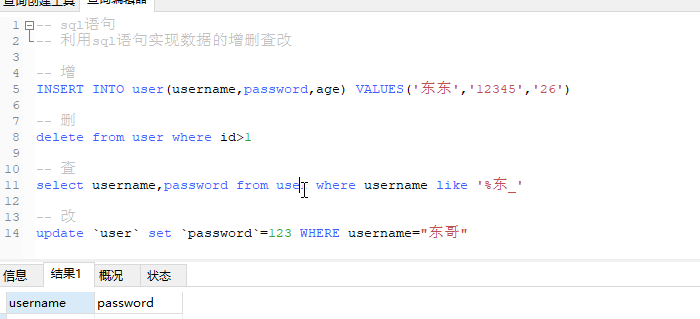 查询创建工具 查询编辑器
1 -- sql语句
2 -- 利用sql语句实现数据的增删查改
3
4 -- 增
5 INSERT INTO user(username,password,age) VALUES('东东','12345','26')
6
7 -- 删
8 delete from user where id>1
9
10 -- 查
11 select username,password from user where username like '%东_'
12
13 -- 改
14 update `user` set `password`=123 WHERE username="东哥"
信息 结果1 概况 状态
username password